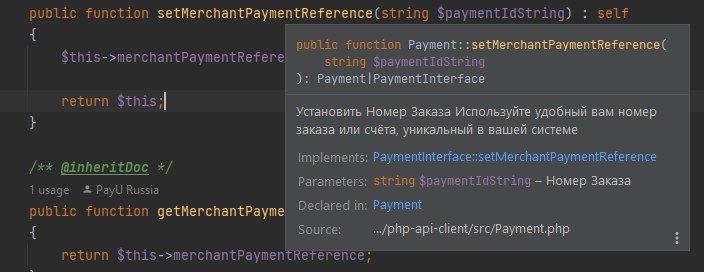 public function setMerchantPaymentReference(string $paymentIdString) : self
{
$this->merchantPaymentRefere
return $this;
}
/** @inheritDoc */
1 usage PayU Russia
public function getMerchantPayme
{
return $this->merchantPaymentReference;
public function Payment::setMerchantPaymentReference(
string $paymentIdString
): Payment|PaymentInterface
Установить Номер Заказа Используйте удобный вам номер
заказа или счёта, уникальный в вашей системе
Implements: PaymentInterface::setMerchantPaymentReference
Parameters: string $paymentIdString – Номер Заказа
Declared in: Payment
Source: .../php-api-client/src/Payment.php